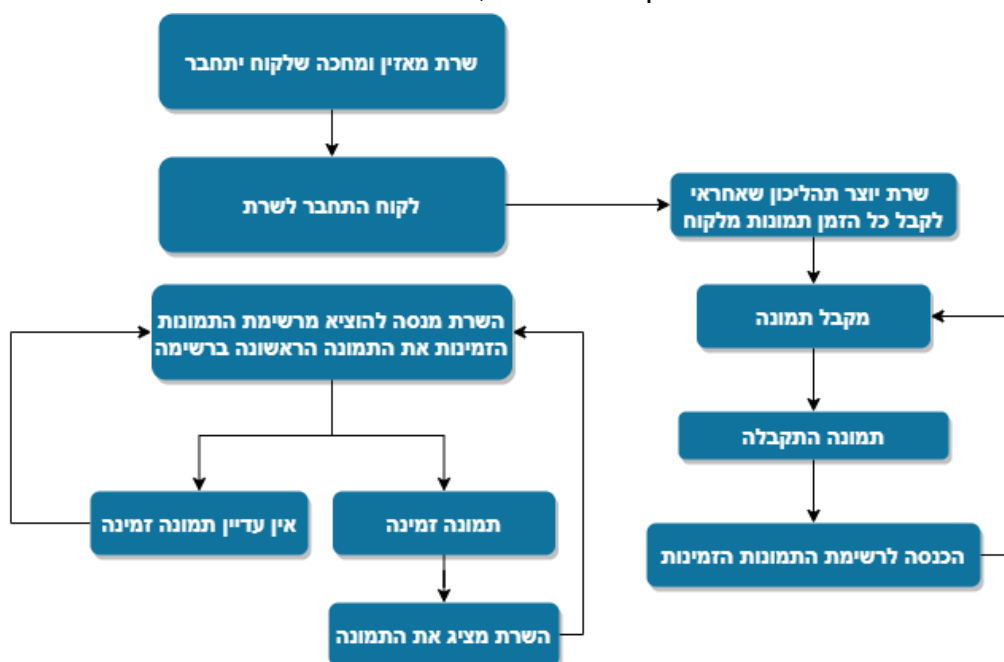 שרת מאזין ומחכה שלקוח יתחבר
לקוח התחבר לשרת
שרת יוצר תהליכון שאחראי
לקבל כל הזמן תמונות מלקוח
מקבל תמונה
תמונה התקבלה
הכנסה לרשימת התמונות הזמינות
השרת מנסה להוציא מרשימת התמונות
הזמינות את התמונה הראשונה ברשימה
תמונה זמינה
אין עדיין תמונה זמינה
השרת מציג את התמונה